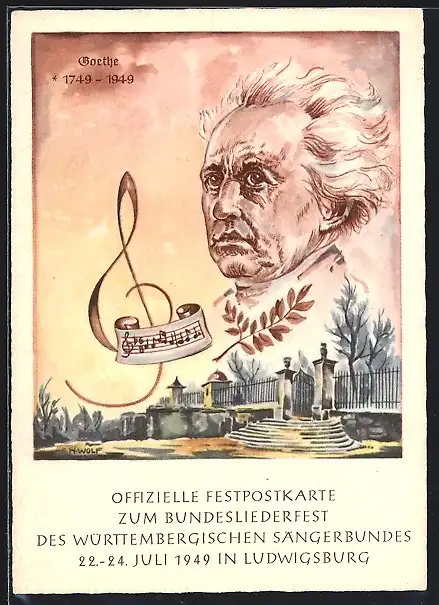 Goethe
* 1749 - 1949
H. WOLF
OFFIZIELLE FESTPOSTKARTE
ZUM BUNDESLIEDERFEST
DES WÜRTTEMBERGISCHEN SÄNGERBUNDES
22.-24. JULI 1949 IN LUDWIGSBURG